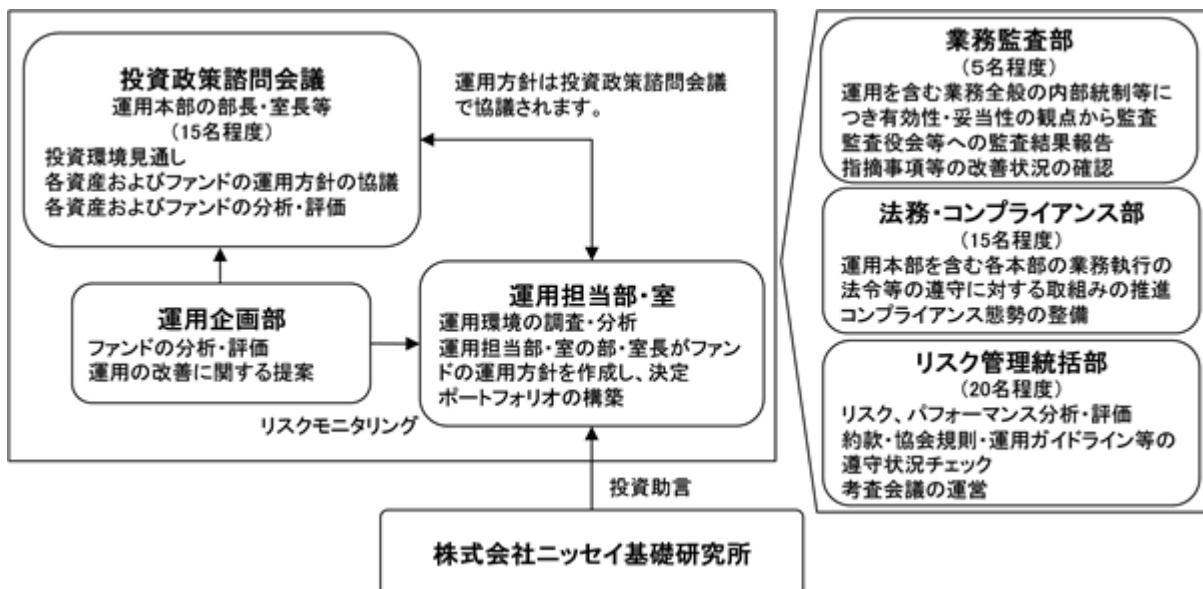 投資政策諮問会議
運用本部の部長・室長等
(15名程度)
投資環境見通し
各資産およびファンドの運用方針の協議
各資産およびファンドの分析・評価
運用方針は投資政策諮問会議
で協議されます。
運用企画部
ファンドの分析・評価
運用の改善に関する提案
リスクモニタリング
運用担当部・室
運用環境の調査・分析
運用担当部・室の部・室長がファン
ドの運用方針を作成し、決定
ポートフォリオの構築
投資助言
株式会社ニッセイ基礎研究所
業務監査部
(5名程度)
運用を含む業務全般の内部統制等に
つき有効性・妥当性の観点から監査
監査役会等への監査結果報告
指摘事項等の改善状況の確認
法務・コンプライアンス部
(15名程度)
運用本部を含む各本部の業務執行の
法令等の遵守に対する取組みの推進
コンプライアンス態勢の整備
リスク管理統括部
(20名程度)
リスク、パフォーマンス分析・評価
約款・協会規則・運用ガイドライン等の
遵守状況チェック
考査会議の運営